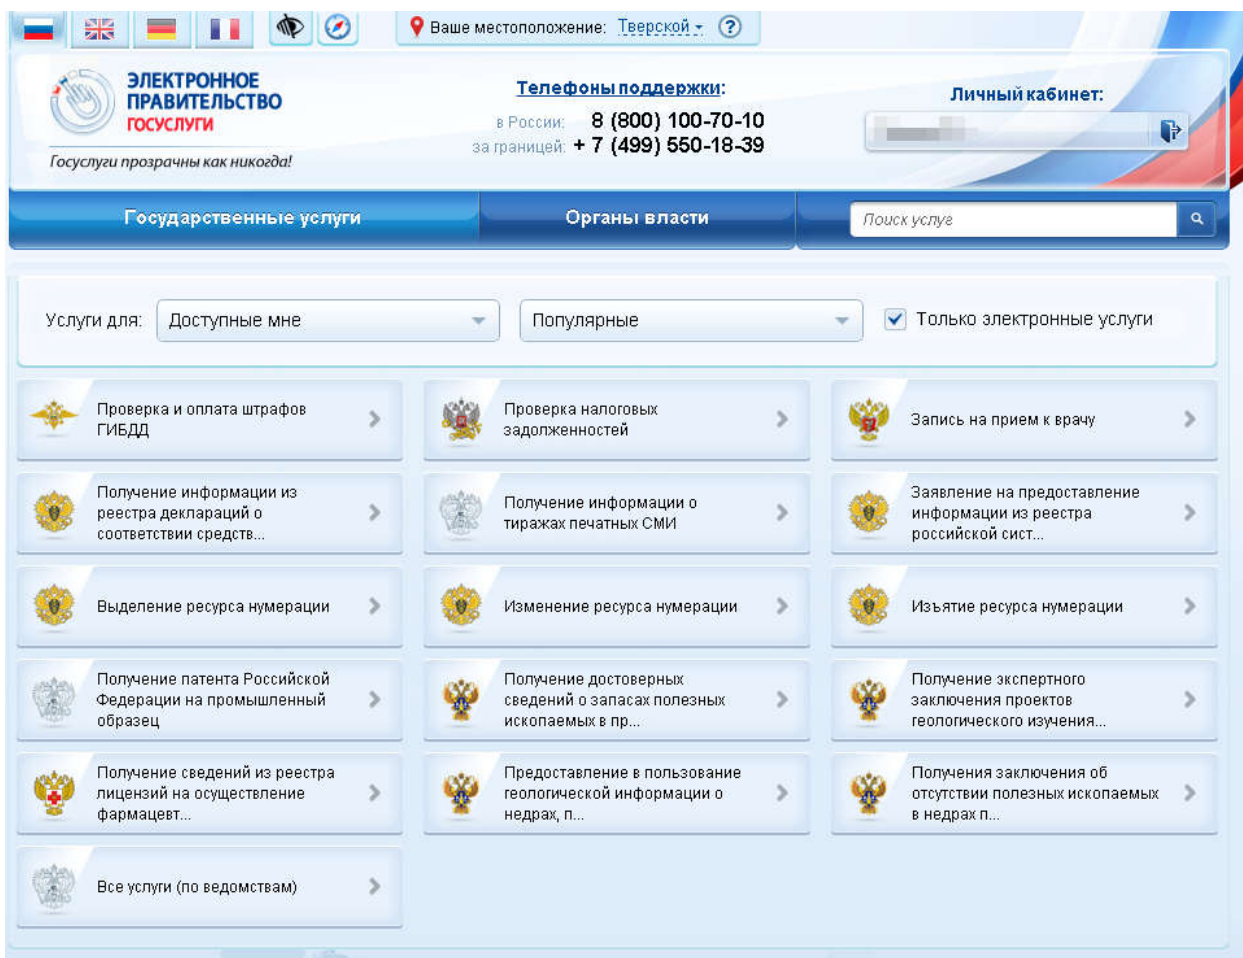 Ваше местоположение: Тверской
ЭЛЕКТРОННОЕ
ПРАВИТЕЛЬСТВО
ГОСУСЛУГИ
Госуслуги прозрачны как никогда!
Телефоны поддержки:
в России: 8 (800) 100-70-10
за границей: + 7 (499) 550-18-39
Личный кабинет:
Государственные услуги
Органы власти
Поиск услуг
Услуги для:
Доступные мне
Популярные
Только электронные услуги
Проверка и оплата штрафов
ГИБДД
Проверка налоговых
задолженностей
Запись на прием к врачу
Получение информации из
реестра деклараций о
соответствии средств...
Получение информации о
тиражах печатных СМИ
Заявление на предоставление
информации из реестра
российской сист...
Выделение ресурса нумерации
Изменение ресурса нумерации
Изъятие ресурса нумерации
Получение патента Российской
Федерации на промышленный
образец
Получение достоверных
сведений о запасах полезных
ископаемых в пр...
Получение экспертного
заключения проектов
геологического изучения...
Получение сведений из реестра
лицензий на осуществление
фармацевт...
Предоставление в пользование
геологической информации о
недрах, п...
Получения заключения об
отсутствии полезных ископаемых
в недрах п...
Все услуги (по ведомствам)